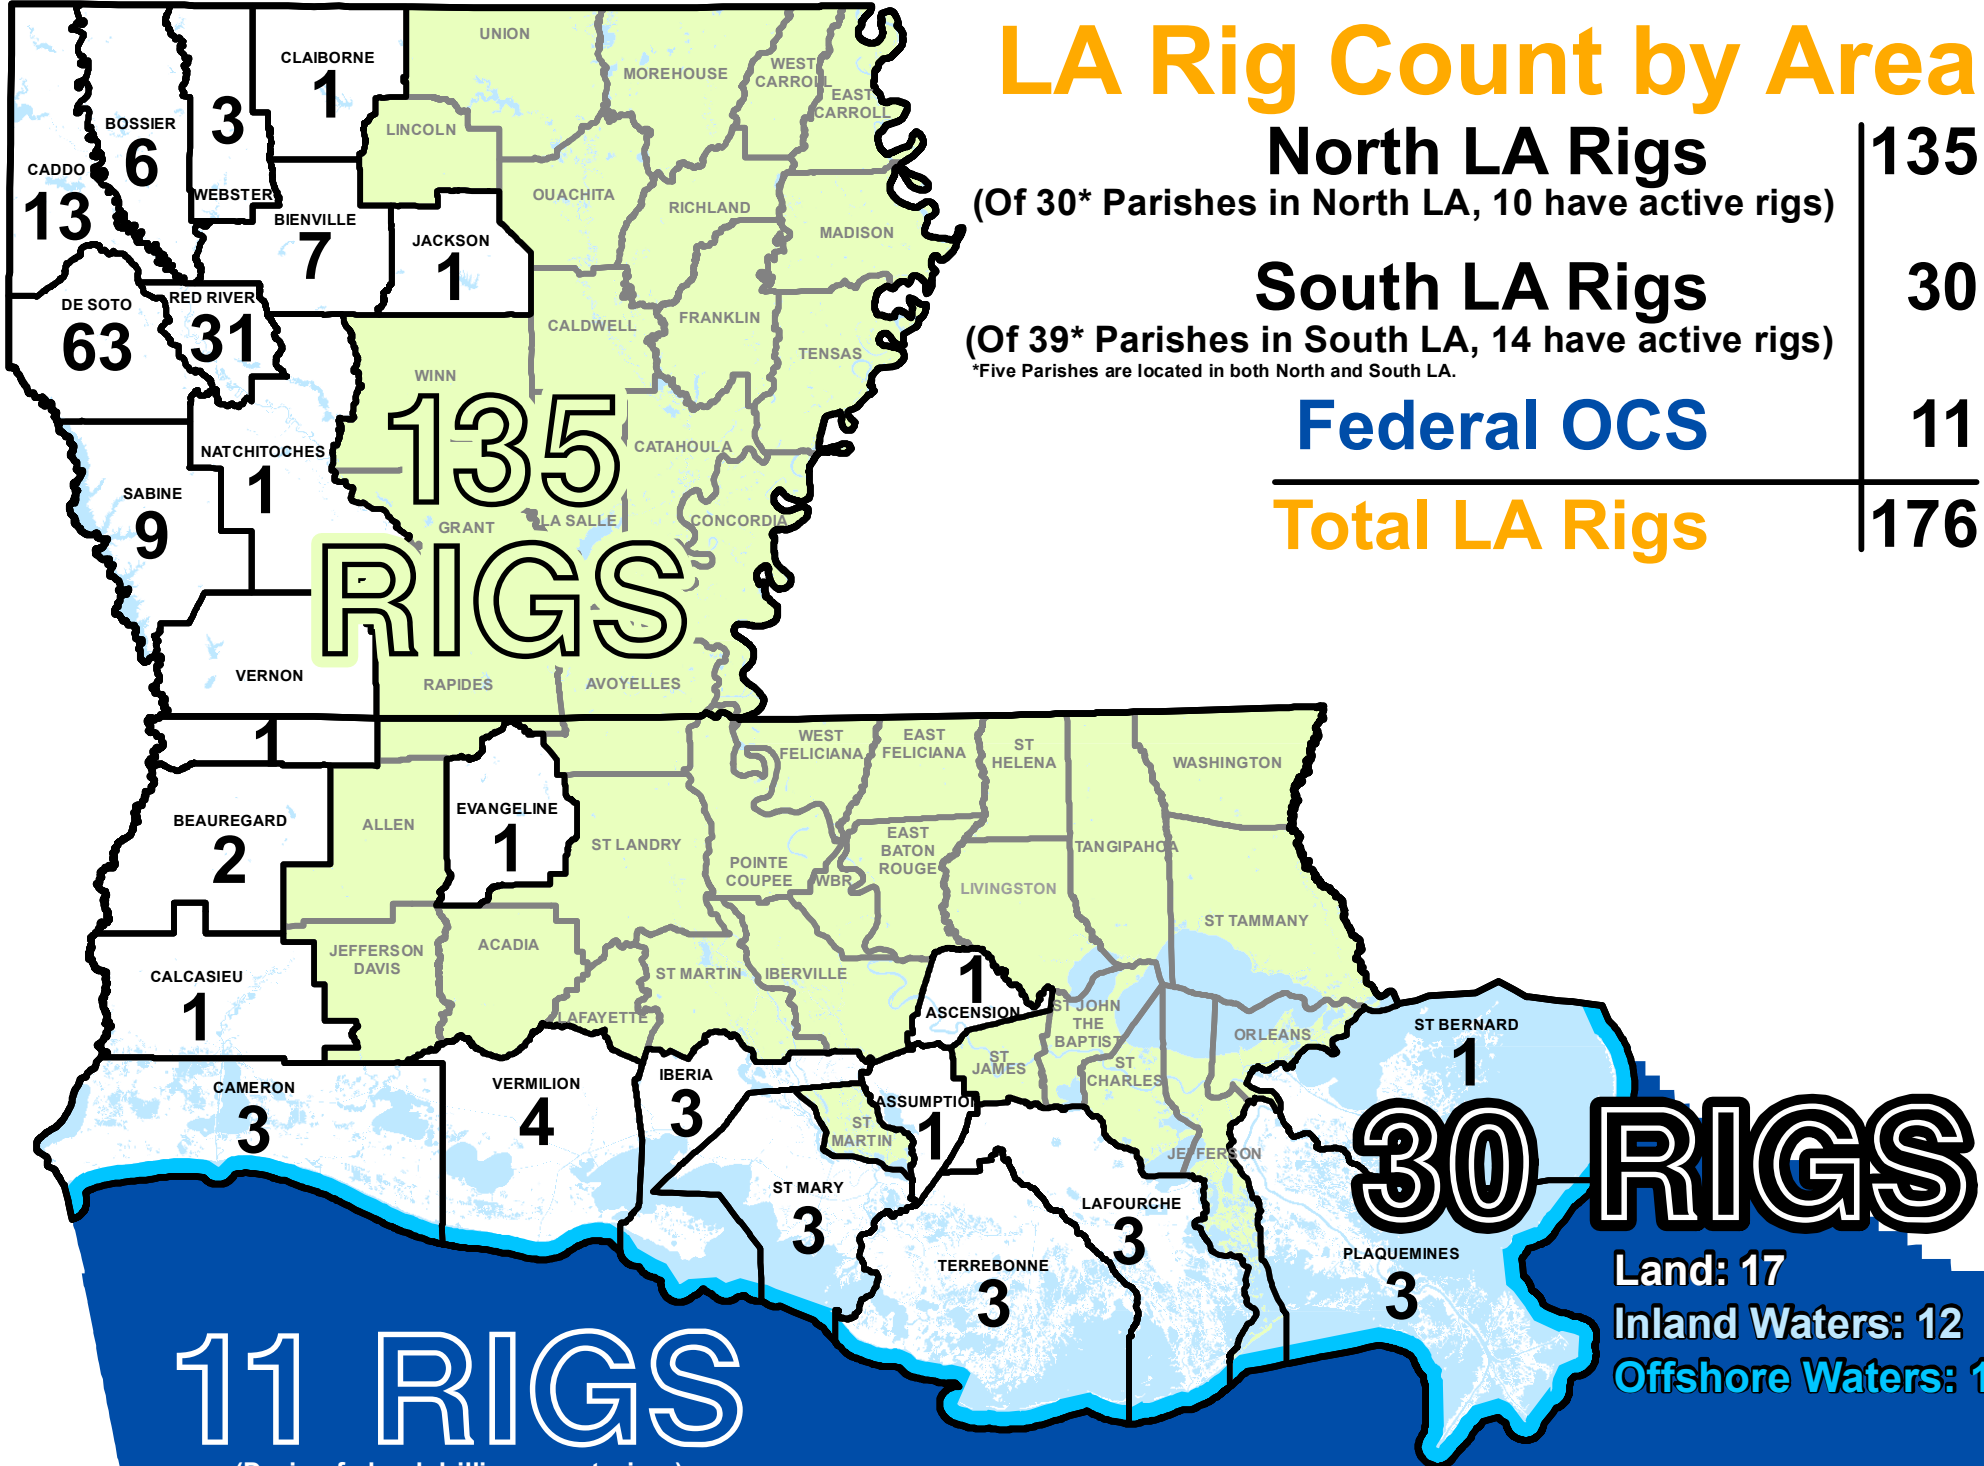 LA Rig Count by Area
North LA Rigs 135
(Of 30* Parishes in North LA, 10 have active rigs)
South LA Rigs 30
(Of 39* Parishes in South LA, 14 have active rigs)
*Five Parishes are located in both North and South LA.
Federal OCS 11
Total LA Rigs 176
UNION
CLAIBORNE
1
MOREHOUSE
WEST
CARROLL
EAST
CARROLL
BOSSIER
6
3
WEBSTER
LINCOLN
CADDO
13
OUACHITA
RICHLAND
MADISON
BIENVILLE
7
JACKSON
1
DE SOTO
63
RED RIVER
31
CALDWELL
FRANKLIN
TENSAS
WINN
135
RIGS
NATCHITOCHES
1
CATAHOULA
SABINE
9
GRANT
LA SALLE
CONCORDIA
VERNON
RAPIDES
AVOYELLES
1
WEST
FELICIANA
EAST
FELICIANA
ST
HELENA
WASHINGTON
BEAUREGARD
2
ALLEN
EVANGELINE
1
ST LANDRY
POINTE
COUPEE
WBR
EAST
BATON
ROUGE
LIVINGSTON
TANGIPAHOA
ST TAMMANY
JEFFERSON
DAVIS
ACADIA
CALCASIEU
1
LAFAYETTE
ST MARTIN
IBERVILLE
1
ASCENSION
ST JOHN
THE
BAPTIST
ORLEANS
ST BERNARD
1
ST
JAMES
ST
CHARLES
CAMERON
3
VERMILION
4
IBERIA
3
ASSUMPTION
1
ST
MARTIN
JEFFERSON
30 RIGS
ST MARY
3
LAFOURCHE
3
TERREBONNE
3
PLAQUEMINES
3
Land: 17
Inland Waters: 12
Offshore Waters: 1
11 RIGS